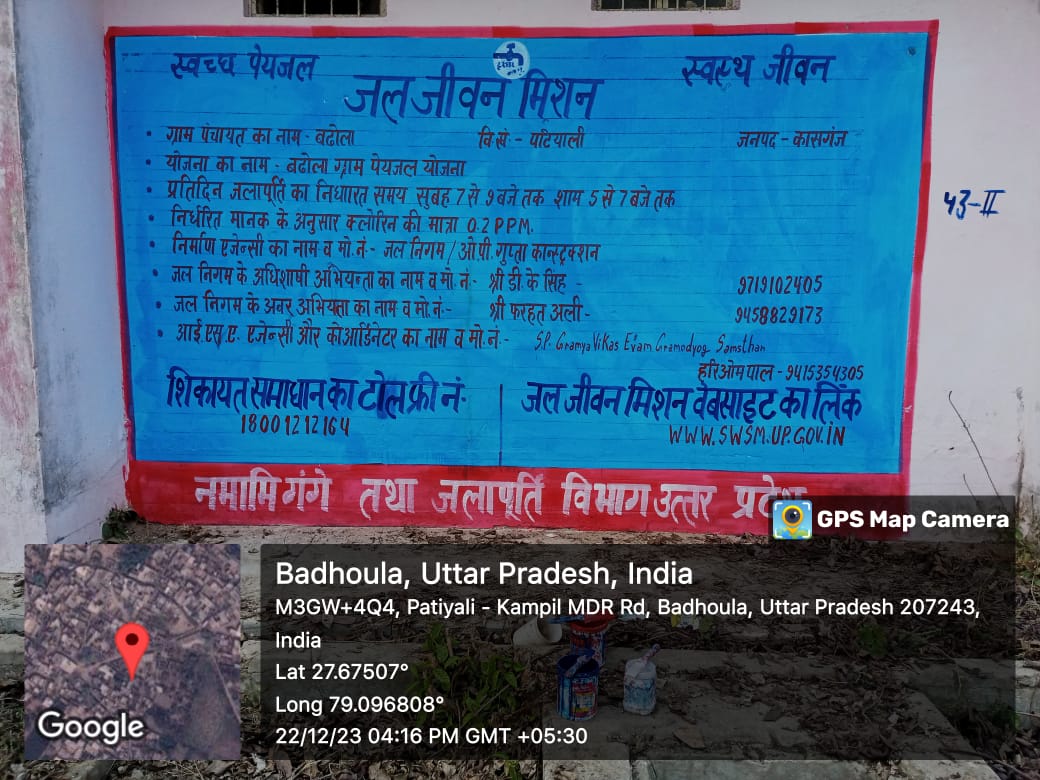 स्वच्छ पेयजल
स्वस्थ जीवन
जल जीवन मिशन
• ग्राम पंचायत का नाम - बढोला वि.खं:- पटियाली जनपद - कासगंज
• योजना का नाम - बढोला ग्राम पेयजल योजना
• प्रतिदिन जलापूर्ति का निर्धारित समय सुबह 7 से 9 बजे तक शाम 5 से 7 बजे तक
• निर्धरित मानक के अनुसार क्लोरिन की मात्रा 0.2 PPM.
• निर्माण एजेन्सी का नाम व मो.नं:- जल निगम / ओ.पी. गुप्ता कान्स्ट्रक्शन
• जल निगम के अधिशाषी अभियन्ता का नाम व मो.नं:- श्री डी.के सिंह - 9719102405
• जल निगम के अवर अभियन्ता का नाम व मो.नं:- श्री फरहत अली - 9458829173
• आई.एस.ए. एजेन्सी और कोआर्डिनेटर का नाम व मो.नं:- S.P. Gramya Vikas Evam Gramodyog Samsthan
हरिओम पाल - 9415354305
शिकायत समाधान का टोल फ्री नं:-
18001212164
जल जीवन मिशन वेबसाइट का लिंक
WWW.SWSM.UP.GOV.IN
नमामि गंगे तथा जलापूर्ति विभाग उत्तर प्रदेश
43-II
GPS Map Camera
Badhoula, Uttar Pradesh, India
M3GW+4Q4, Patiyali - Kampil MDR Rd, Badhoula, Uttar Pradesh 207243,
India
Lat 27.67507°
Long 79.096808°
22/12/23 04:16 PM GMT +05:30
Google